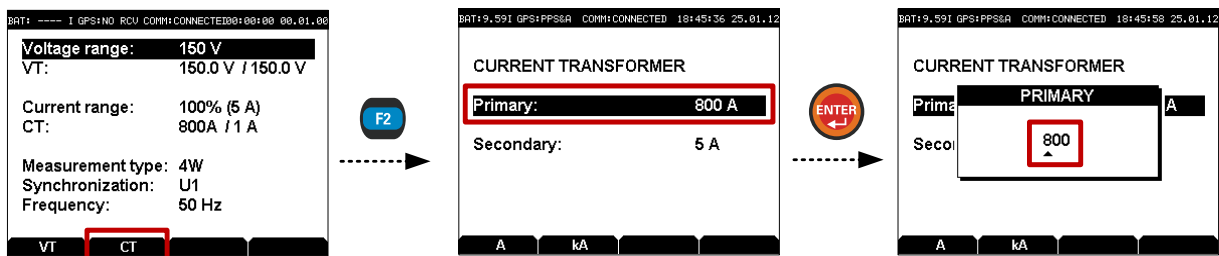 BAT: ---- I GPS:NO RCV COMM:CONNECTED00:00:00 00.01.00
Voltage range: 150 V
VT: 150.0 V / 150.0 V
Current range: 100% (5 A)
CT: 800A / 1 A
Measurement type: 4W
Synchronization: U1
Frequency: 50 Hz
VT CT
F2
BAT:9.59I GPS:PPS&A COMM:CONNECTED 18:45:36 25.01.12
CURRENT TRANSFORMER
Primary: 800 A
Secondary: 5 A
A kA
ENTER
BAT:9.59I GPS:PPS&A COMM:CONNECTED 18:45:58 25.01.12
CURRENT TRANSFORMER
Prima PRIMARY A
Secon 800
A kA